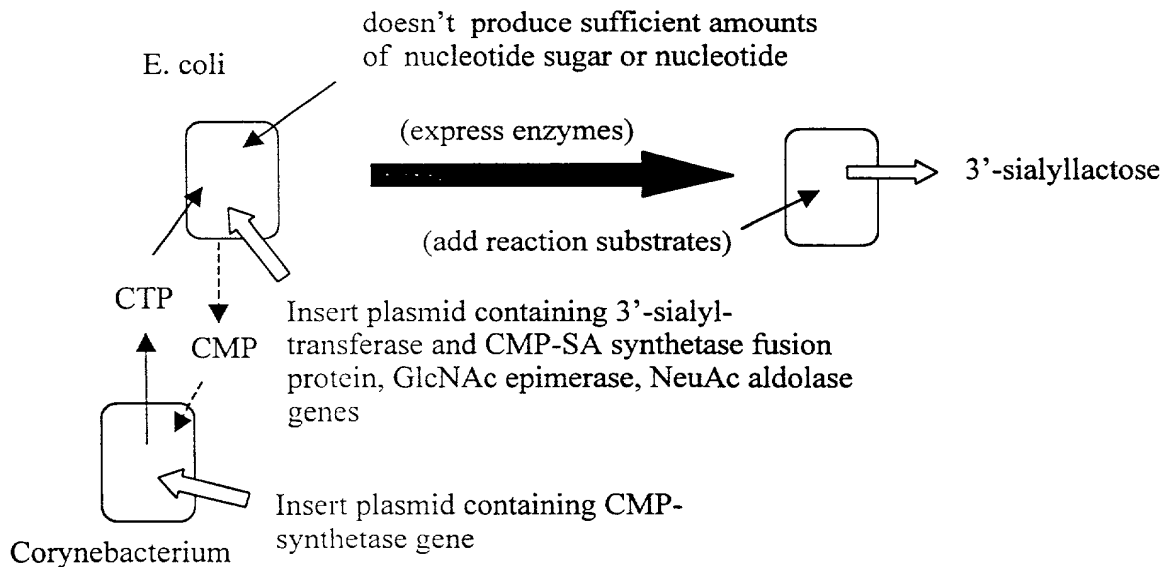 doesn't produce sufficient amounts
of nucleotide sugar or nucleotide
E. coli
(express enzymes)
3'-sialyllactose
(add reaction substrates)
CTP
CMP
Insert plasmid containing 3'-sialyl-
transferase and CMP-SA synthetase fusion
protein, GlcNAc epimerase, NeuAc aldolase
genes
Insert plasmid containing CMP-
synthetase gene
Corynebacterium